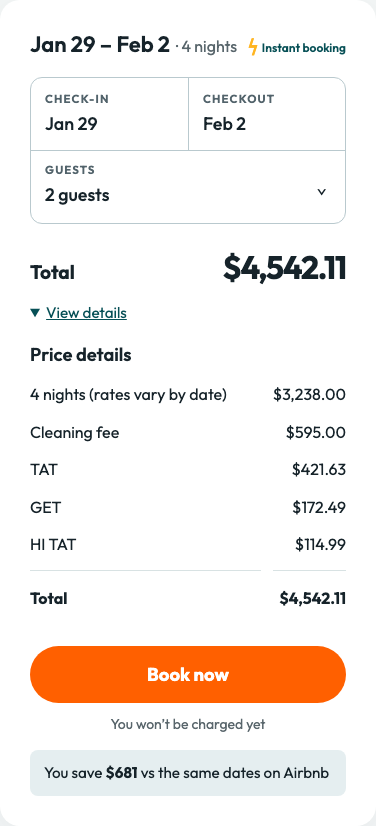 Jan 29 – Feb 2 · 4 nights Instant booking
CHECK-IN CHECKOUT
Jan 29 Feb 2
GUESTS
2 guests
Total $4,542.11
▼ View details
Price details
4 nights (rates vary by date) $3,238.00
Cleaning fee $595.00
TAT $421.63
GET $172.49
HI TAT $114.99
Total $4,542.11
Book now
You won’t be charged yet
You save $681 vs the same dates on Airbnb